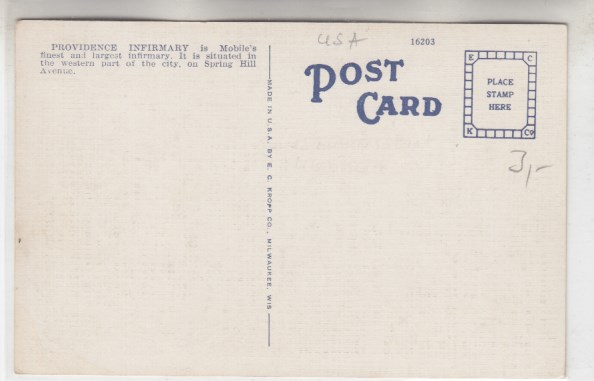 PROVIDENCE INFIRMARY is Mobile's
finest and largest infirmary. It is situated in
the western part of the city, on Spring Hill
Avenue.
USA
16203
POST
CARD
E C
PLACE
STAMP
HERE
K Co
3,-
MADE IN U.S.A. BY E. C. KROPP CO., MILWAUKEE, WIS.